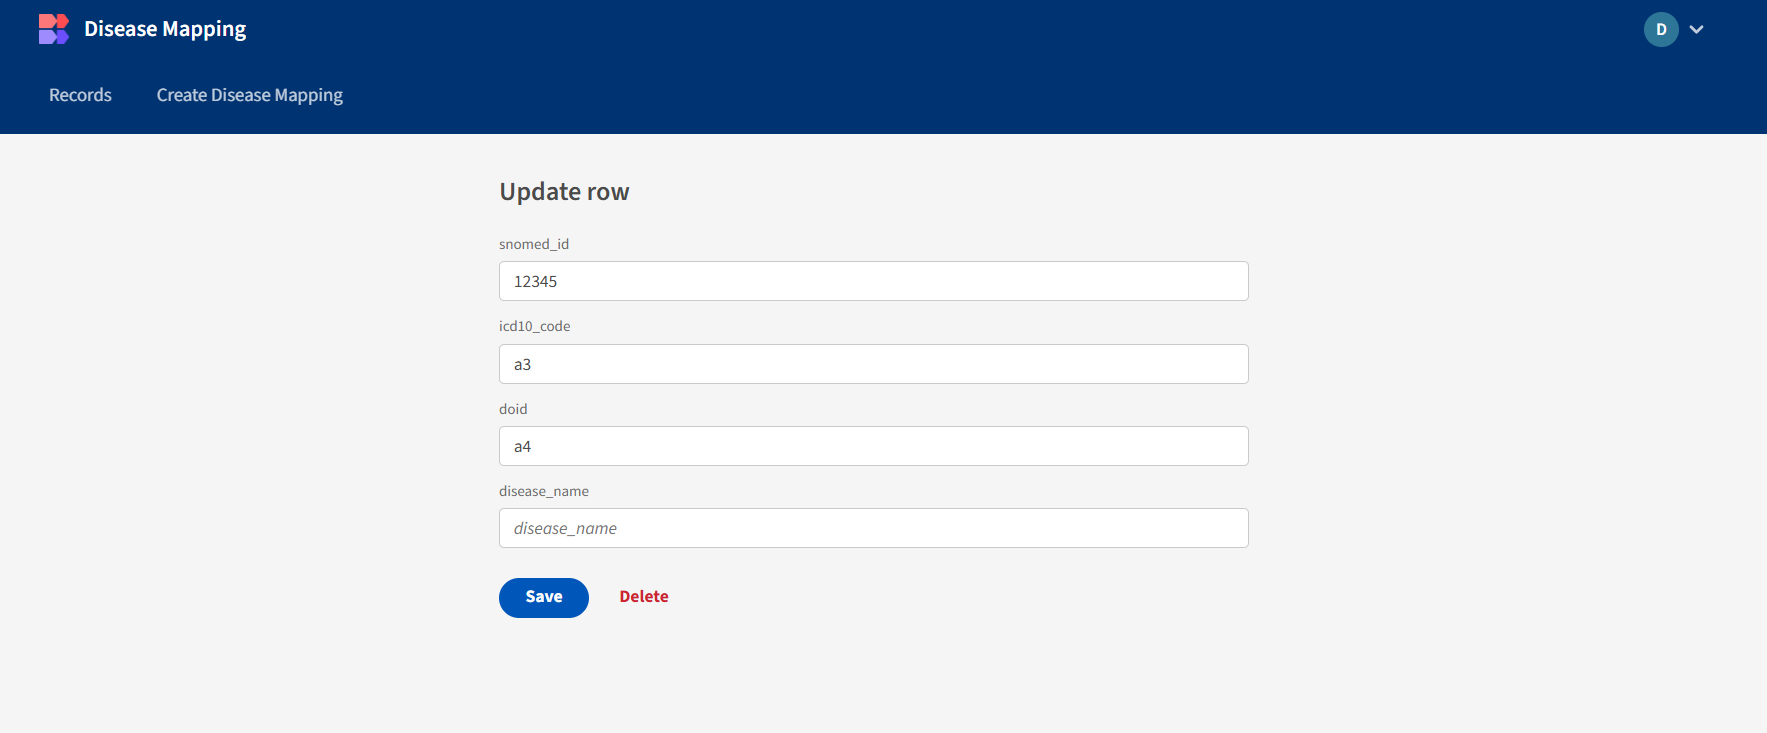 Disease Mapping
D
Records
Create Disease Mapping
Update row
snomed_id
12345
icd10_code
a3
doid
a4
disease_name
disease_name
Save
Delete